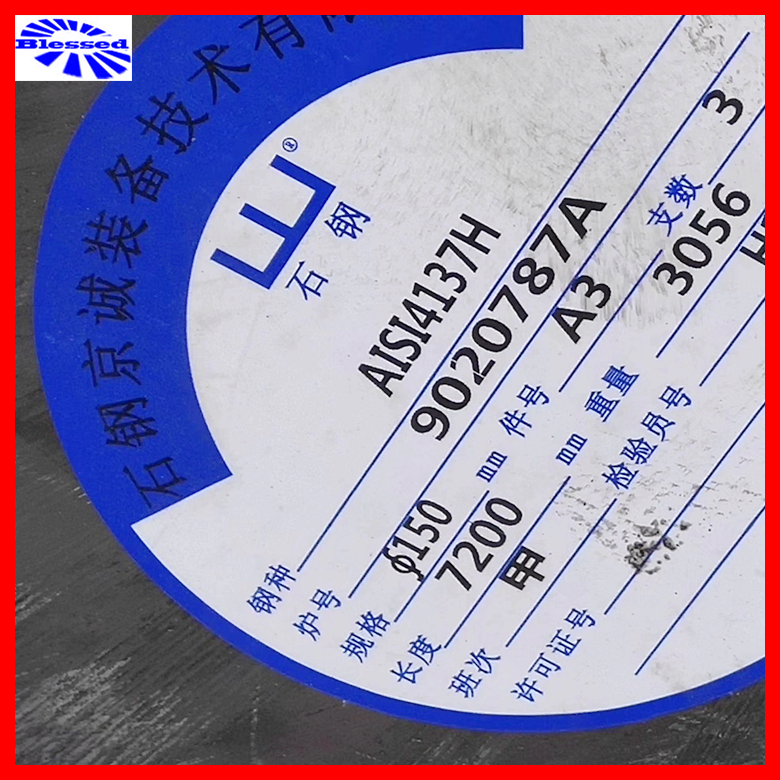 Blessed
石钢京诚装备技术有限
®
石钢
钢种 AISI4137H
炉号 9020787A
规格 ϕ150 mm 件号 A3 支数 3
长度 7200 mm 重量 3056
班次 甲 检验员号
许可证号